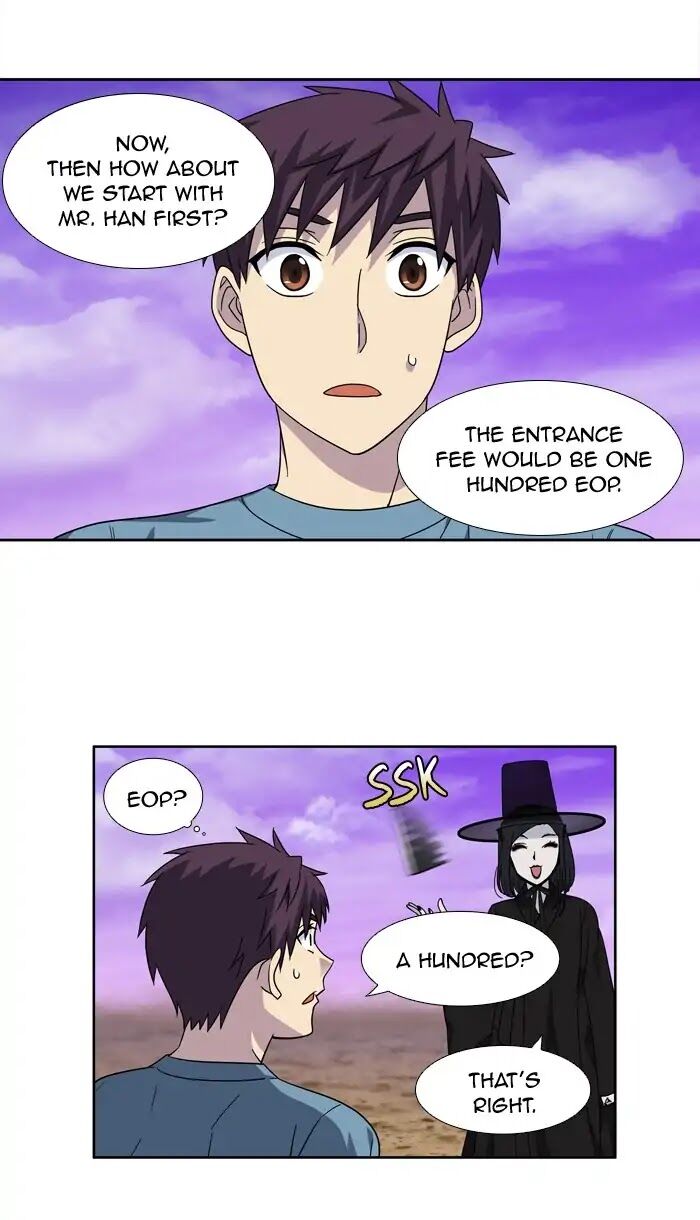 NOW,
THEN HOW ABOUT
WE START WITH
MR. HAN FIRST?
THE ENTRANCE
FEE WOULD BE ONE
HUNDRED EOP.
EOP?
SSK
A HUNDRED?
THAT'S
RIGHT.